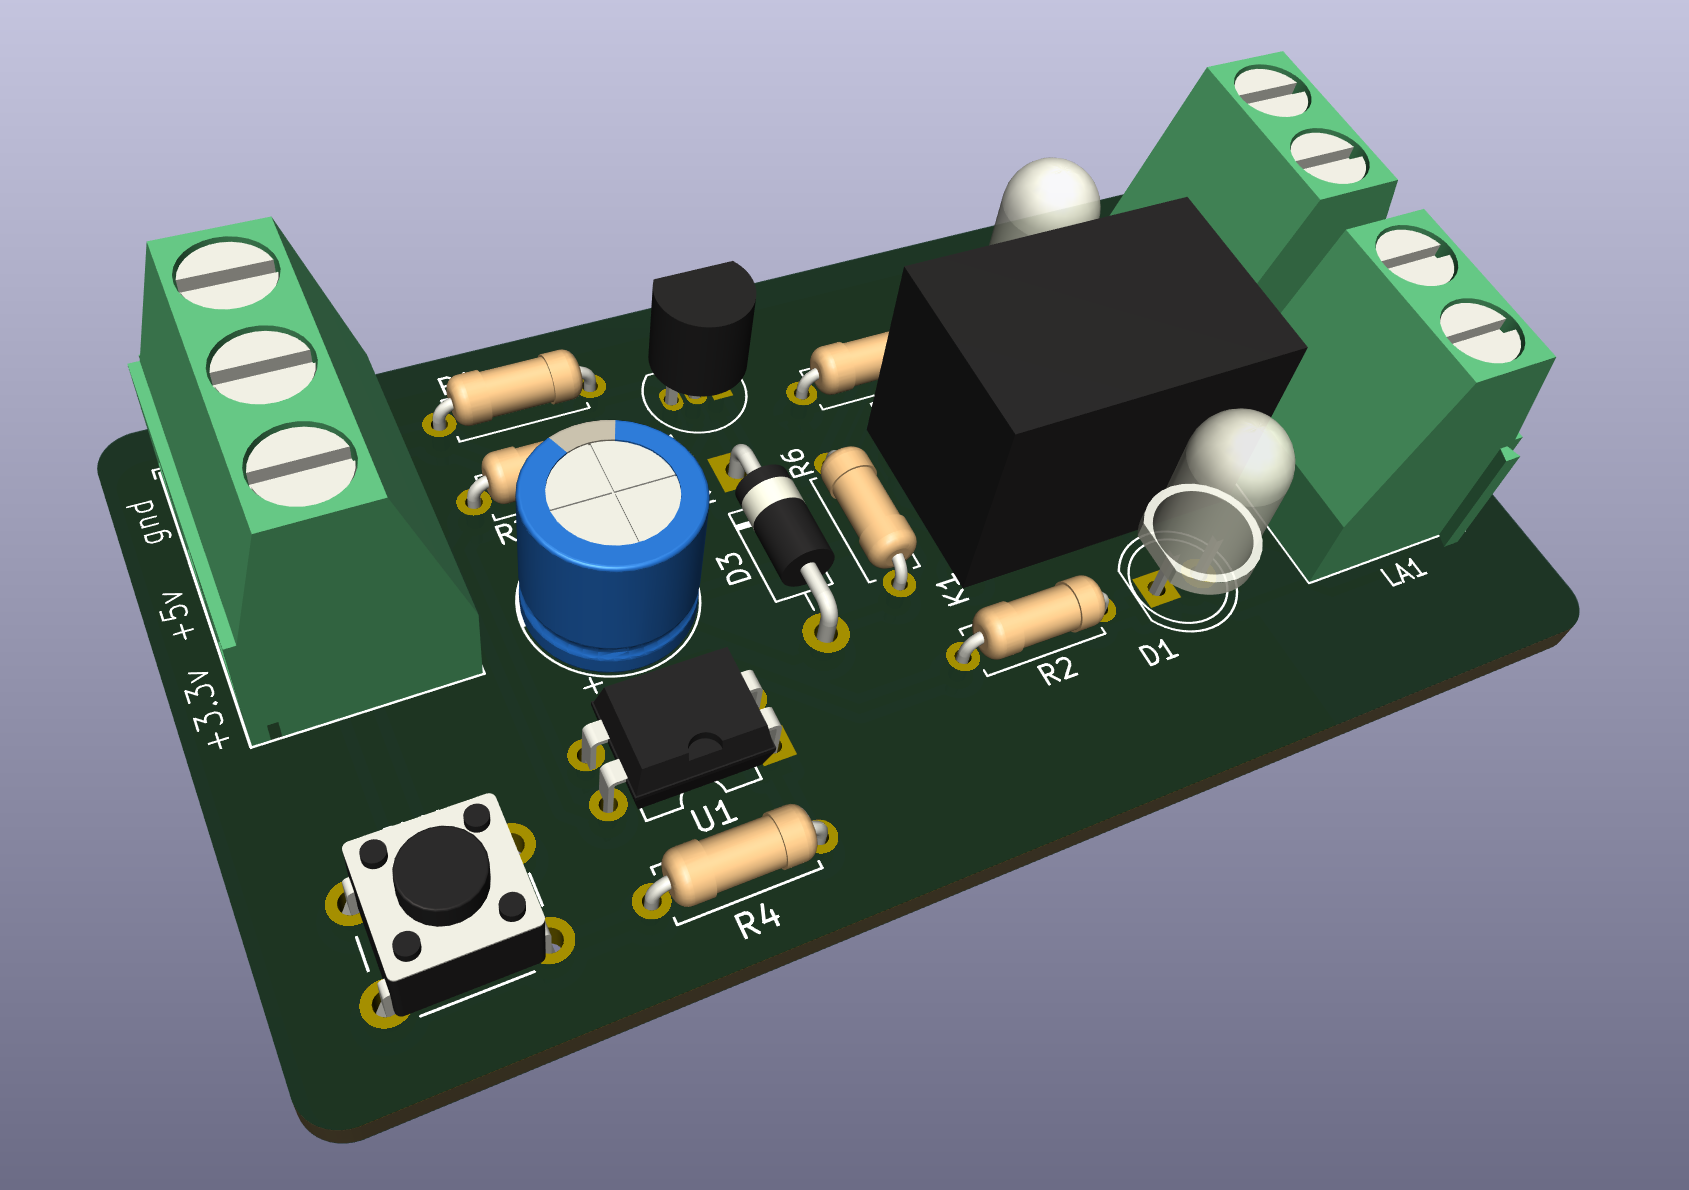 gnd
+5v
+3.3v
D3
R6
K1
R2
D1
LA1
+
U1
R4